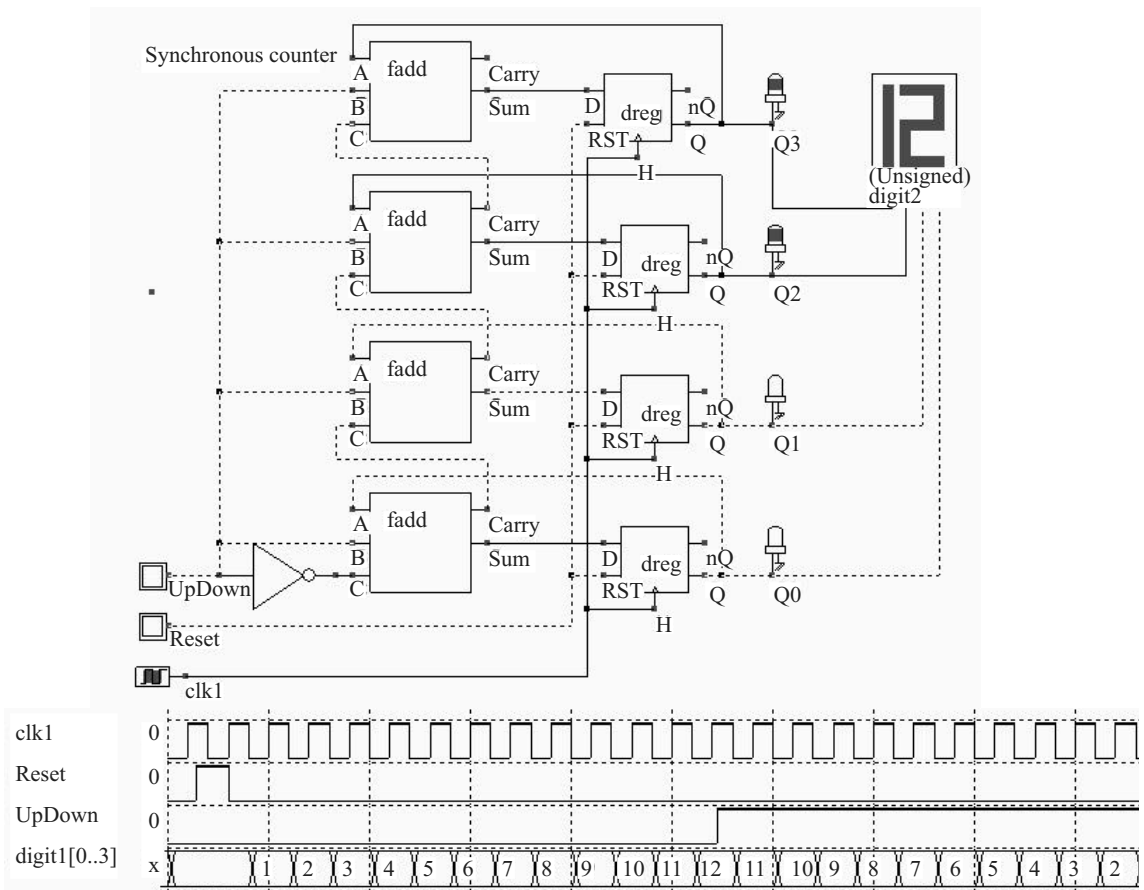 Synchronous counter
A fadd Carry
B Sum D dreg nQ
C RST Q Q3
H
12
(Unsigned)
digit2
A fadd Carry
B Sum D dreg nQ
C RST Q Q2
H
A fadd Carry
B Sum D dreg nQ
C RST Q Q1
H
A fadd Carry
B Sum D dreg nQ
UpDown C RST Q Q0
H
Reset
clk1
clk1 0
Reset 0
UpDown 0
digit1[0..3] x 1 2 3 4 5 6 7 8 9 10 11 12 11 10 9 8 7 6 5 4 3 2